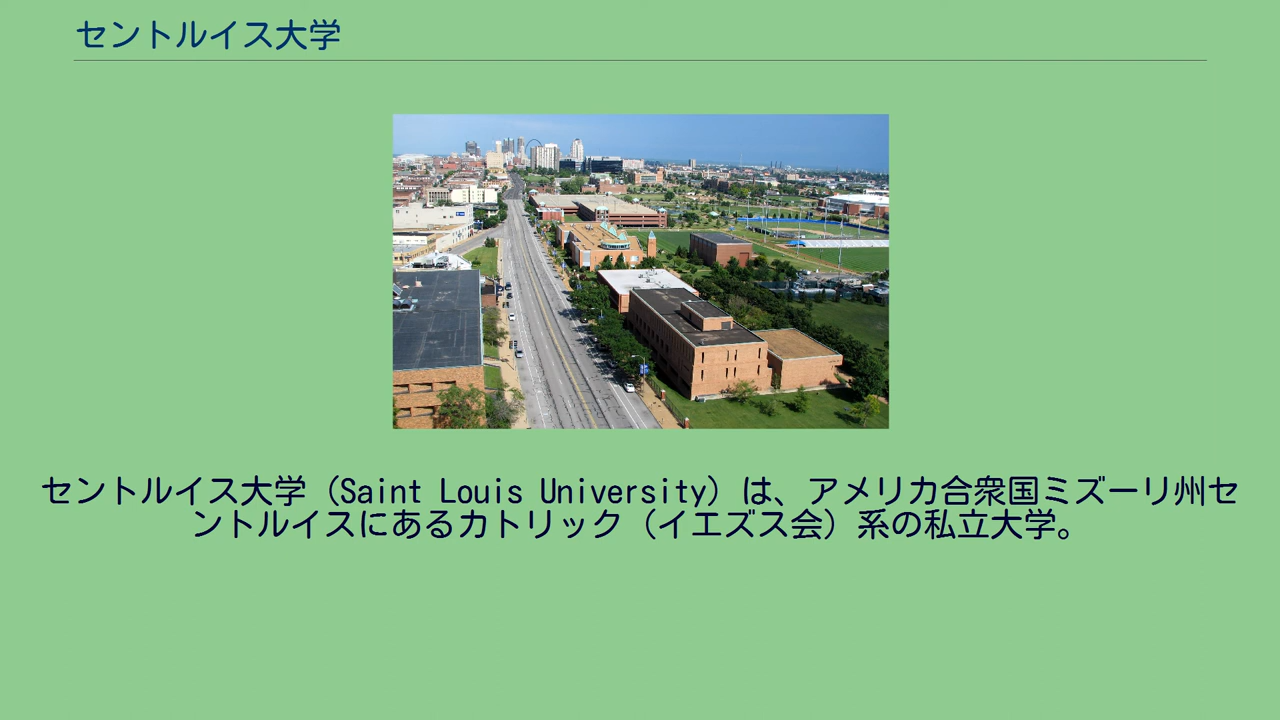 セントルイス大学
セントルイス大学（Saint Louis University）は、アメリカ合衆国ミズーリ州セ
ントルイスにあるカトリック（イエズス会）系の私立大学。